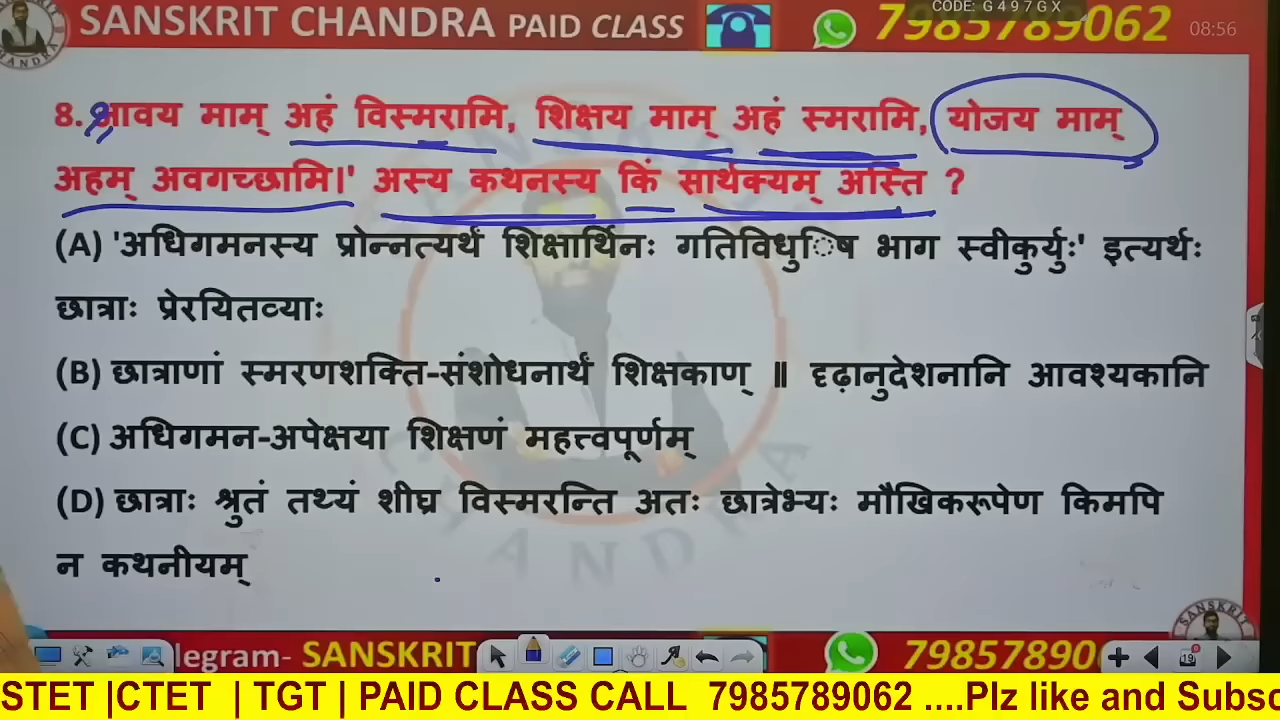 SANSKRIT CHANDRA PAID CLASS 7985789062
CODE: G497GX
08:56
8. श्रावय माम् अहं विस्मरामि, शिक्षय माम् अहं स्मरामि, योजय माम्
अहम् अवगच्छामि।' अस्य कथनस्य किं सार्थक्यम् अस्ति ?
(A) 'अधिगमनस्य प्रोन्नत्यर्थं शिक्षार्थिनः गतिविधुिष भाग स्वीकुर्युः' इत्यर्थः
छात्राः प्रेरयितव्याः
(B) छात्राणां स्मरणशक्ति-संशोधनार्थं शिक्षकाण् ॥ दृढ़ानुदेशनानि आवश्यकानि
(C) अधिगमन-अपेक्षया शिक्षणं महत्त्वपूर्णम्
(D) छात्राः श्रुतं तथ्यं शीघ्र विस्मरन्ति अतः छात्रेभ्यः मौखिकरूपेण किमपि
न कथनीयम्
CHANDRA
legram- SANSKRIT 79857890
19
STET |CTET | TGT | PAID CLASS CALL 7985789062 ....Plz like and Subsc